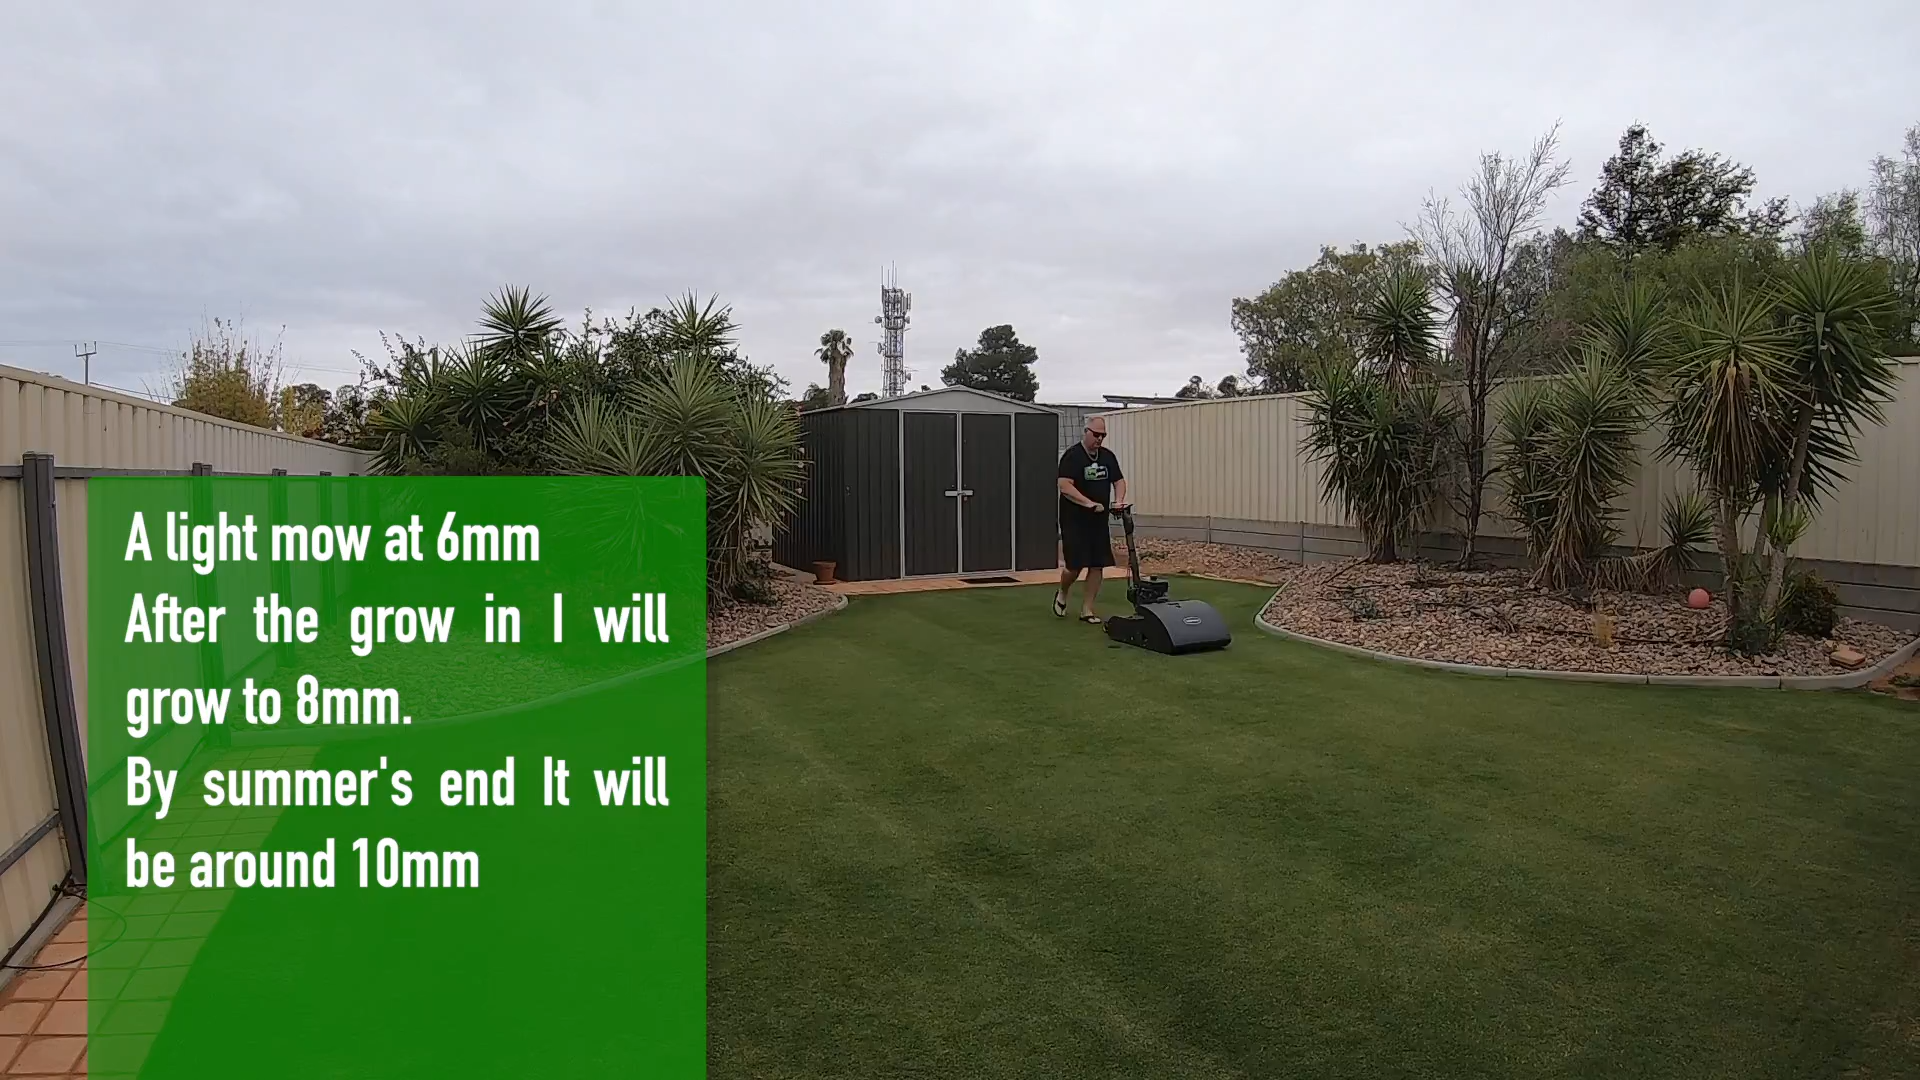 A light mow at 6mm
After the grow in I will
grow to 8mm.
By summer's end It will
be around 10mm